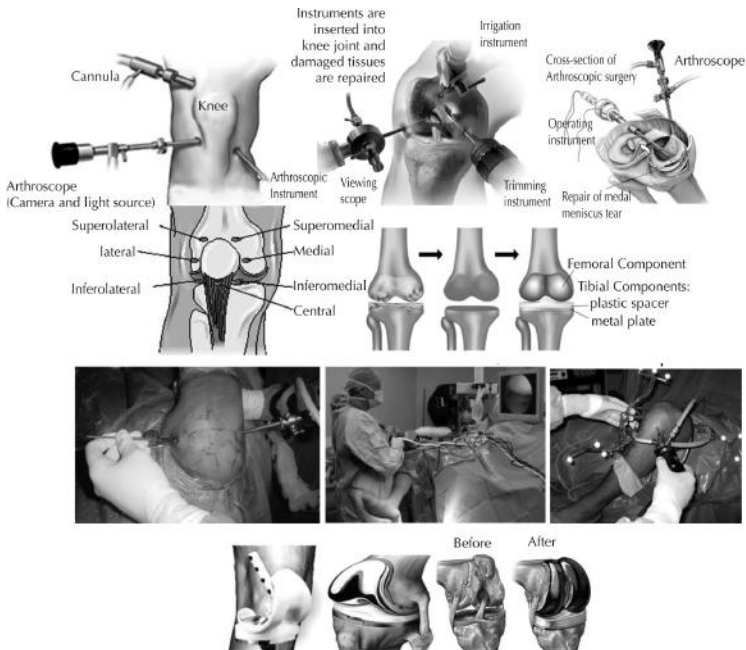 Cannula
Knee
Arthroscope
(Camera and light source)
Arthroscopic
Instrument
Instruments are
inserted into
knee joint and
damaged tissues
are repaired
Irrigation
instrument
Viewing
scope
Trimming
instrument
Cross-section of
Arthroscopic surgery
Arthroscope
Operating
instrument
Repair of medal
meniscus tear
Superolateral
Superomedial
lateral
Medial
Inferolateral
Inferomedial
Central
Femoral Component
Tibial Components:
plastic spacer
metal plate
Before
After